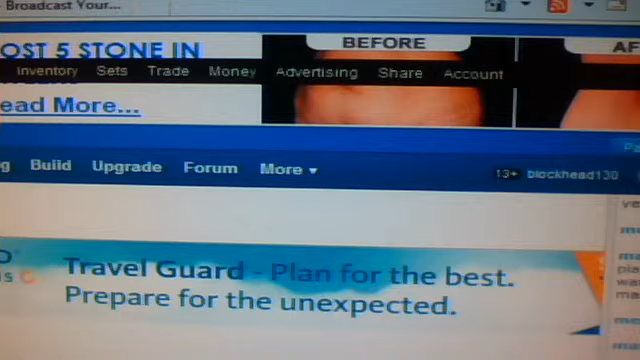 Broadcast Your...
OST 5 STONE IN
BEFORE
AF
Inventory Sets Trade Money Advertising Share Account
ead More...
g Build Upgrade Forum More
13+ blockhead130
Travel Guard - Plan for the best.
Prepare for the unexpected.